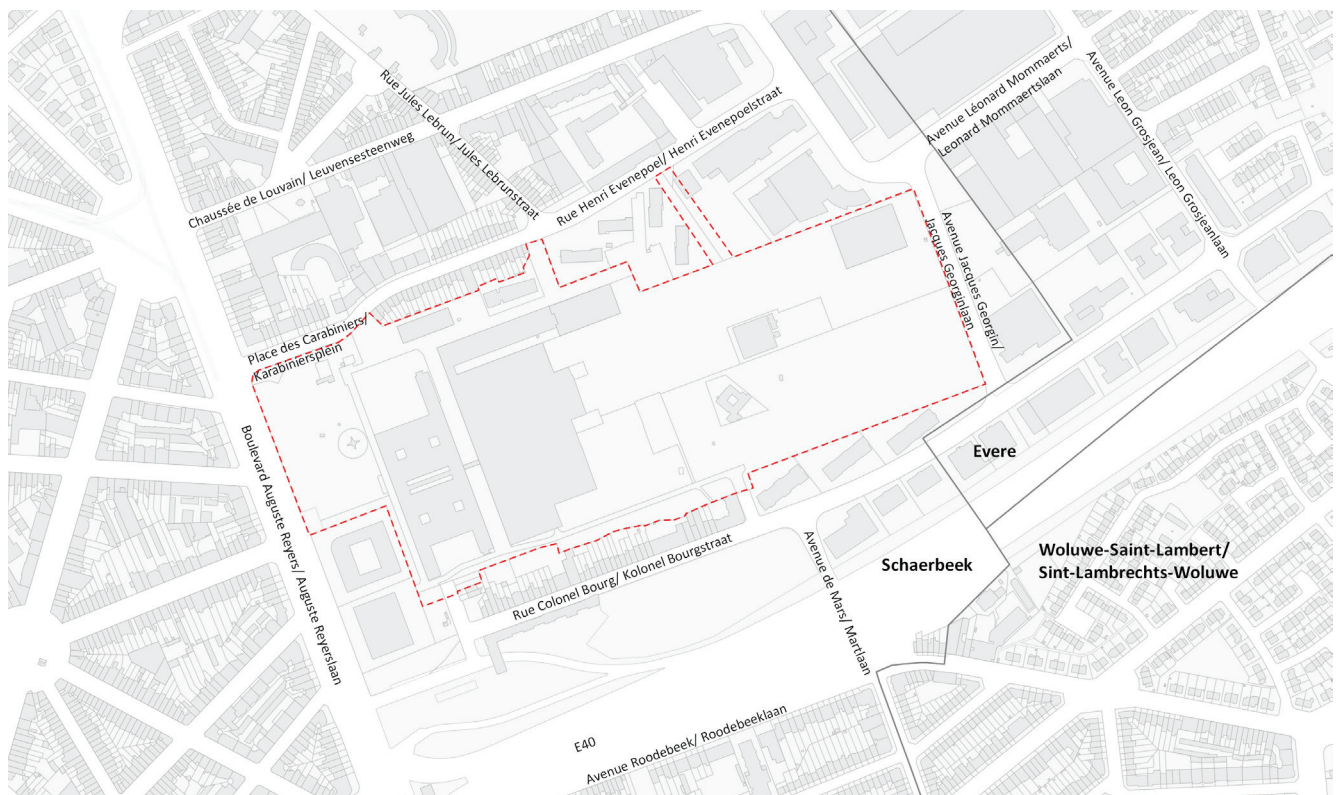 Rue Jules Lebrun/ Jules Lebrunstraat
Chaussée de Louvain/ Leuvensesteenweg
Rue Henri Evenepoel/ Henri Evenepoelstraat
Avenue Léonard Mommaerts/
Leonard Mommaertslaan
Avenue Leon Grosjean/ Leon Grosjeanlaan
Avenue Jacques Georgin/
Jacques Georginlaan
Place des Carabiniers/
Karabiniersplein
Boulevard Auguste Reyers/ Auguste Reyerslaan
Evere
Schaerbeek
Woluwe-Saint-Lambert/
Sint-Lambrechts-Woluwe
Rue Colonel Bourg/ Kolonel Bourgstraat
Avenue de Mars/ Martlaan
E40
Avenue Roodebeek/ Roodebeeklaan